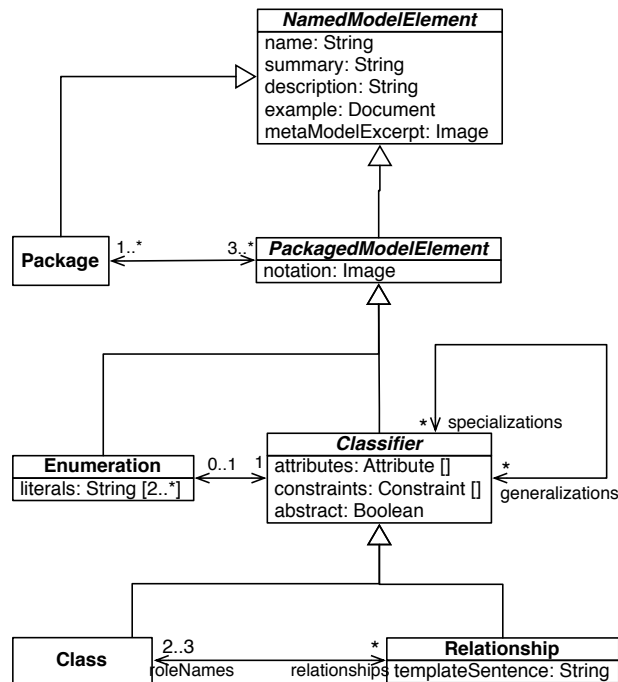 NamedModelElement
name: String
summary: String
description: String
example: Document
metaModelExcerpt: Image
Package
1..*
3..*
PackagedModelElement
notation: Image
*
specializations
Enumeration
literals: String [2..*]
0..1
1
Classifier
attributes: Attribute []
constraints: Constraint []
abstract: Boolean
*
generalizations
Class
2..3
roleNames
*
relationships
Relationship
templateSentence: String